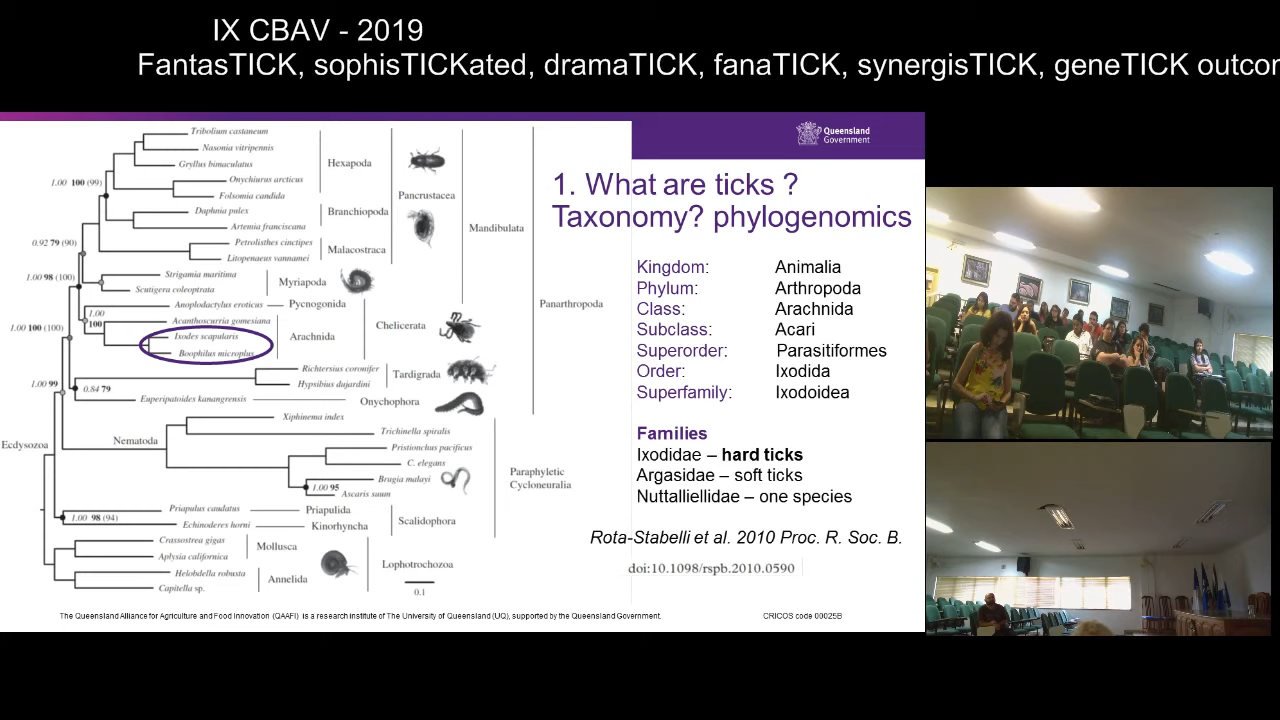 IX CBAV - 2019
FantasTICK, sophisTICKated, dramaTICK, fanaTICK, synergisTICK, geneTICK outcor
Queensland
Government
1. What are ticks ?
Taxonomy? phylogenomics
Kingdom: Animalia
Phylum: Arthropoda
Class: Arachnida
Subclass: Acari
Superorder: Parasitiformes
Order: Ixodida
Superfamily: Ixodoidea
Families
Ixodidae – hard ticks
Argasidae – soft ticks
Nuttalliellidae – one species
Rota-Stabelli et al. 2010 Proc. R. Soc. B.
doi:10.1098/rspb.2010.0590
Tribolium castaneum
Nasonia vitripennis
Gryllus bimaculatus
Onychiurus arcticus
Folsomia candida
Daphnia pulex
Artemia franciscana
Petrolisthes cinctipes
Litopenaeus vannamei
Strigamia maritima
Scutigera coleoptrata
Anoplodactylus eroticus
Acanthoscurria gomesiana
Ixodes scapularis
Boophilus microplus
Richtersius coronifer
Hypsibius dujardini
Euperipatoides kanangrensis
Xiphinema index
Trichinella spiralis
Pristionchus pacificus
C. elegans
Brugia malayi
Ascaris suum
Priapulus caudatus
Echinoderes horni
Crassostrea gigas
Aplysia californica
Helobdella robusta
Capitella sp.
Hexapoda
Branchiopoda
Malacostraca
Myriapoda
Pycnogonida
Arachnida
Tardigrada
Onychophora
Nematoda
Priapulida
Kinorhyncha
Mollusca
Annelida
Pancrustacea
Chelicerata
Mandibulata
Panarthropoda
Paraphyletic
Cycloneuralia
Scalidophora
Lophotrochozoa
Ecdysozoa
1.00 100 (99)
0.92 79 (90)
1.00 98 (100)
1.00
100
1.00 100 (100)
1.00 99
0.84 79
1.00 95
1.00 98 (94)
0.1
The Queensland Alliance for Agriculture and Food Innovation (QAAFI) is a research institute of The University of Queensland (UQ), supported by the Queensland Government.
CRICOS code 00025B